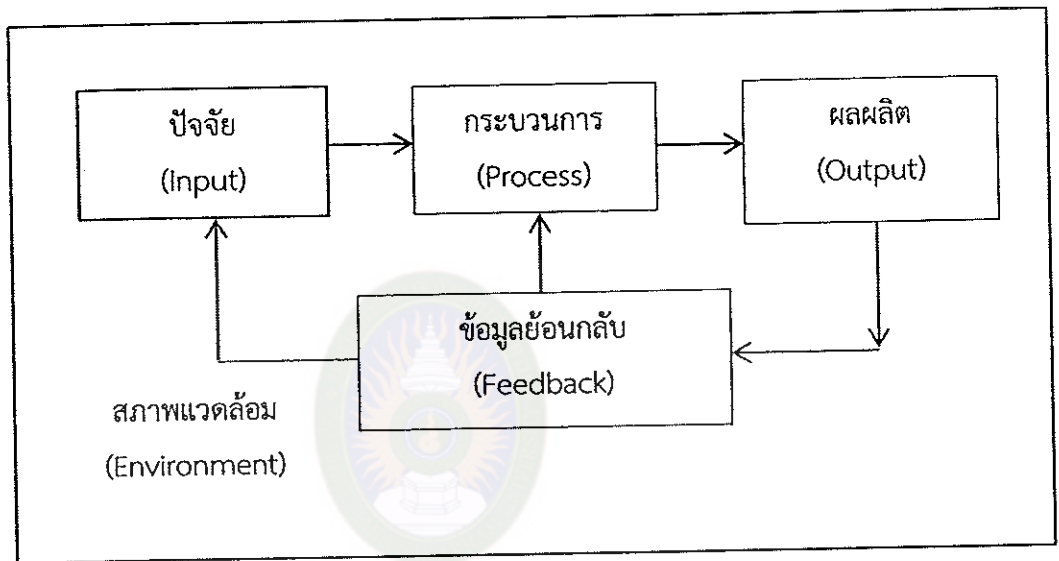 ปัจจัย
(Input)
กระบวนการ
(Process)
ผลผลิต
(Output)
ข้อมูลย้อนกลับ
(Feedback)
สภาพแวดล้อม
(Environment)